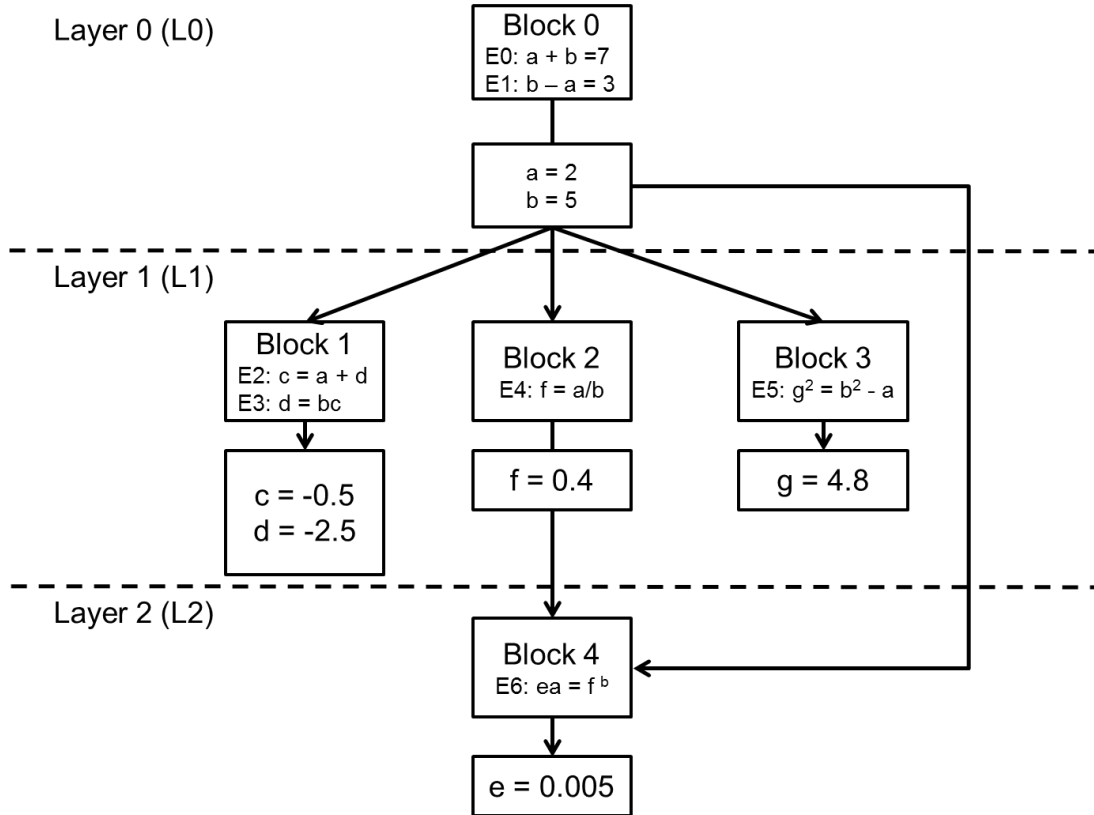 Layer 0 (L0)
Block 0
E0: a + b =7
E1: b – a = 3
a = 2
b = 5
Layer 1 (L1)
Block 1
E2: c = a + d
E3: d = bc
Block 2
E4: f = a/b
Block 3
E5: g² = b² - a
c = -0.5
d = -2.5
f = 0.4
g = 4.8
Layer 2 (L2)
Block 4
E6: ea = f ᵇ
e = 0.005